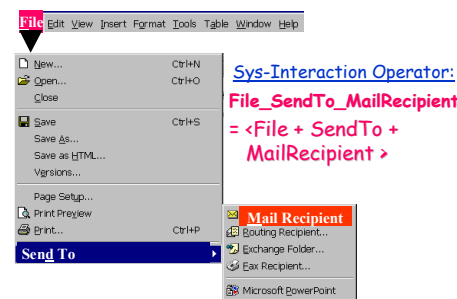 File Edit View Insert Format Tools Table Window Help
New... Ctrl+N
Open... Ctrl+O
Close
Save Ctrl+S
Save As...
Save as HTML...
Versions...
Page Setup...
Print Preview
Print... Ctrl+P
Send To
Mail Recipient
Routing Recipient...
Exchange Folder...
Fax Recipient...
Microsoft PowerPoint
Sys-Interaction Operator:
File_SendTo_MailRecipient
= <File + SendTo +
MailRecipient >